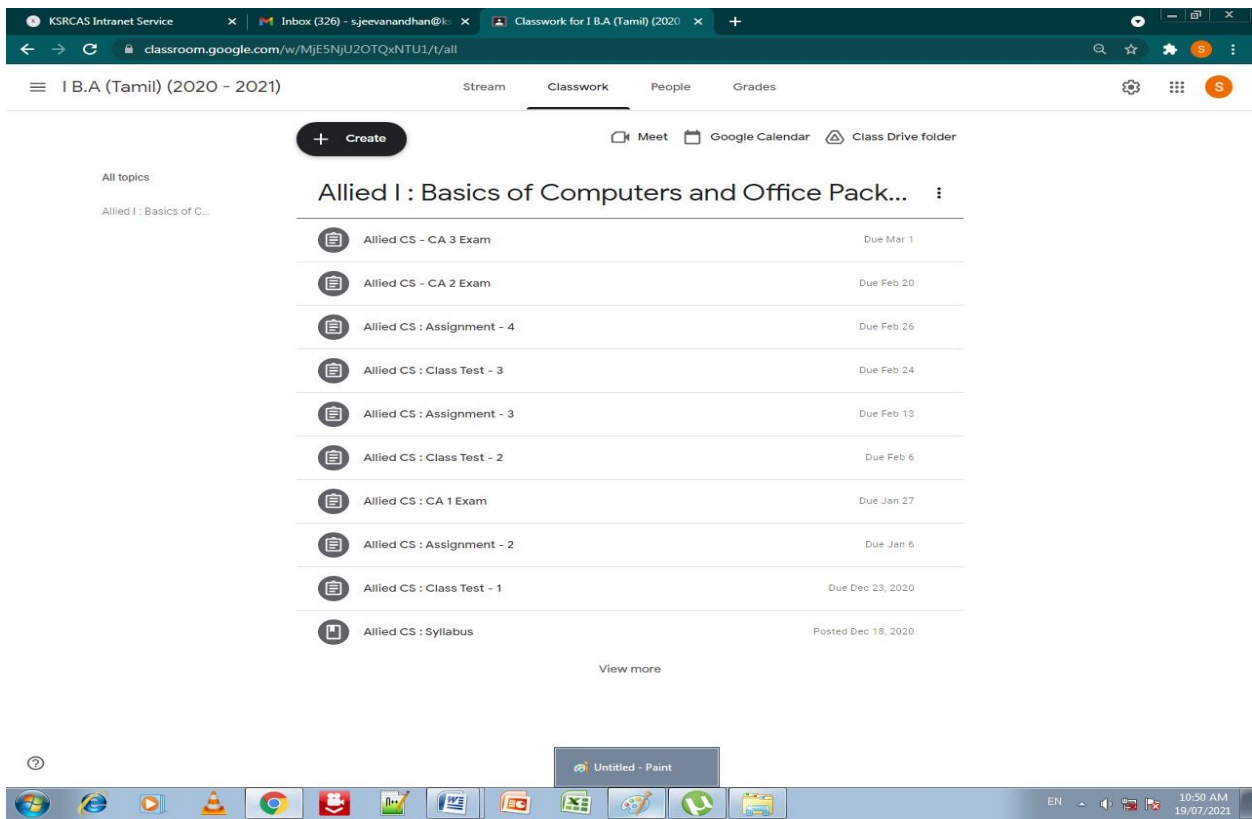 KSRCAS Intranet Service
Inbox (326) - s.jeevanandhan@ks
Classwork for I B.A (Tamil) (2020
classroom.google.com/w/MjE5NjU2OTQxNTU1/t/all
S
I B.A (Tamil) (2020 - 2021)
Stream Classwork People Grades
S
+ Create
Meet Google Calendar Class Drive folder
All topics
Allied I : Basics of C...
Allied I : Basics of Computers and Office Pack...
Allied CS - CA 3 Exam Due Mar 1
Allied CS - CA 2 Exam Due Feb 20
Allied CS : Assignment - 4 Due Feb 26
Allied CS : Class Test - 3 Due Feb 24
Allied CS : Assignment - 3 Due Feb 13
Allied CS : Class Test - 2 Due Feb 6
Allied CS : CA 1 Exam Due Jan 27
Allied CS : Assignment - 2 Due Jan 6
Allied CS : Class Test - 1 Due Dec 23, 2020
Allied CS : Syllabus Posted Dec 18, 2020
View more
Untitled - Paint
EN 10:50 AM
19/07/2021